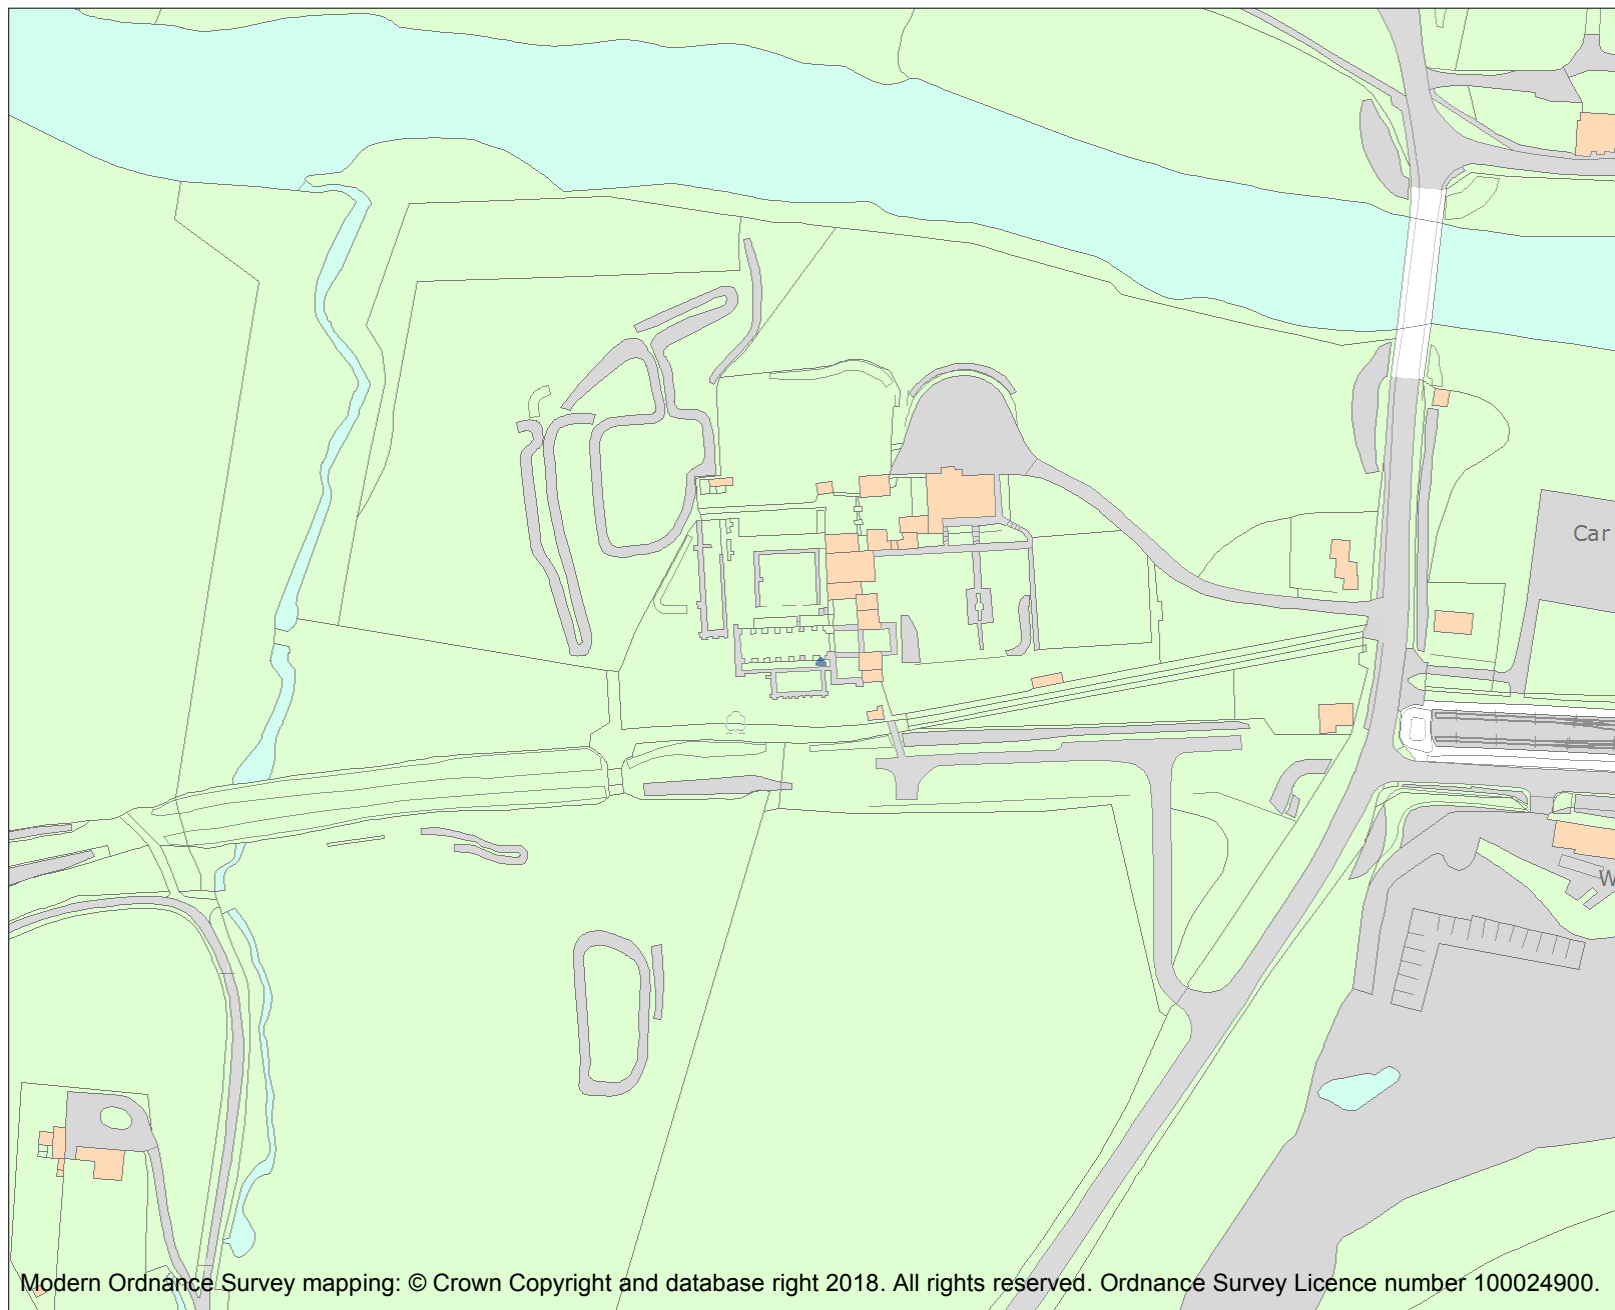 Car
W
Modern Ordnance Survey mapping: © Crown Copyright and database right 2018. All rights reserved. Ordnance Survey Licence number 100024900.